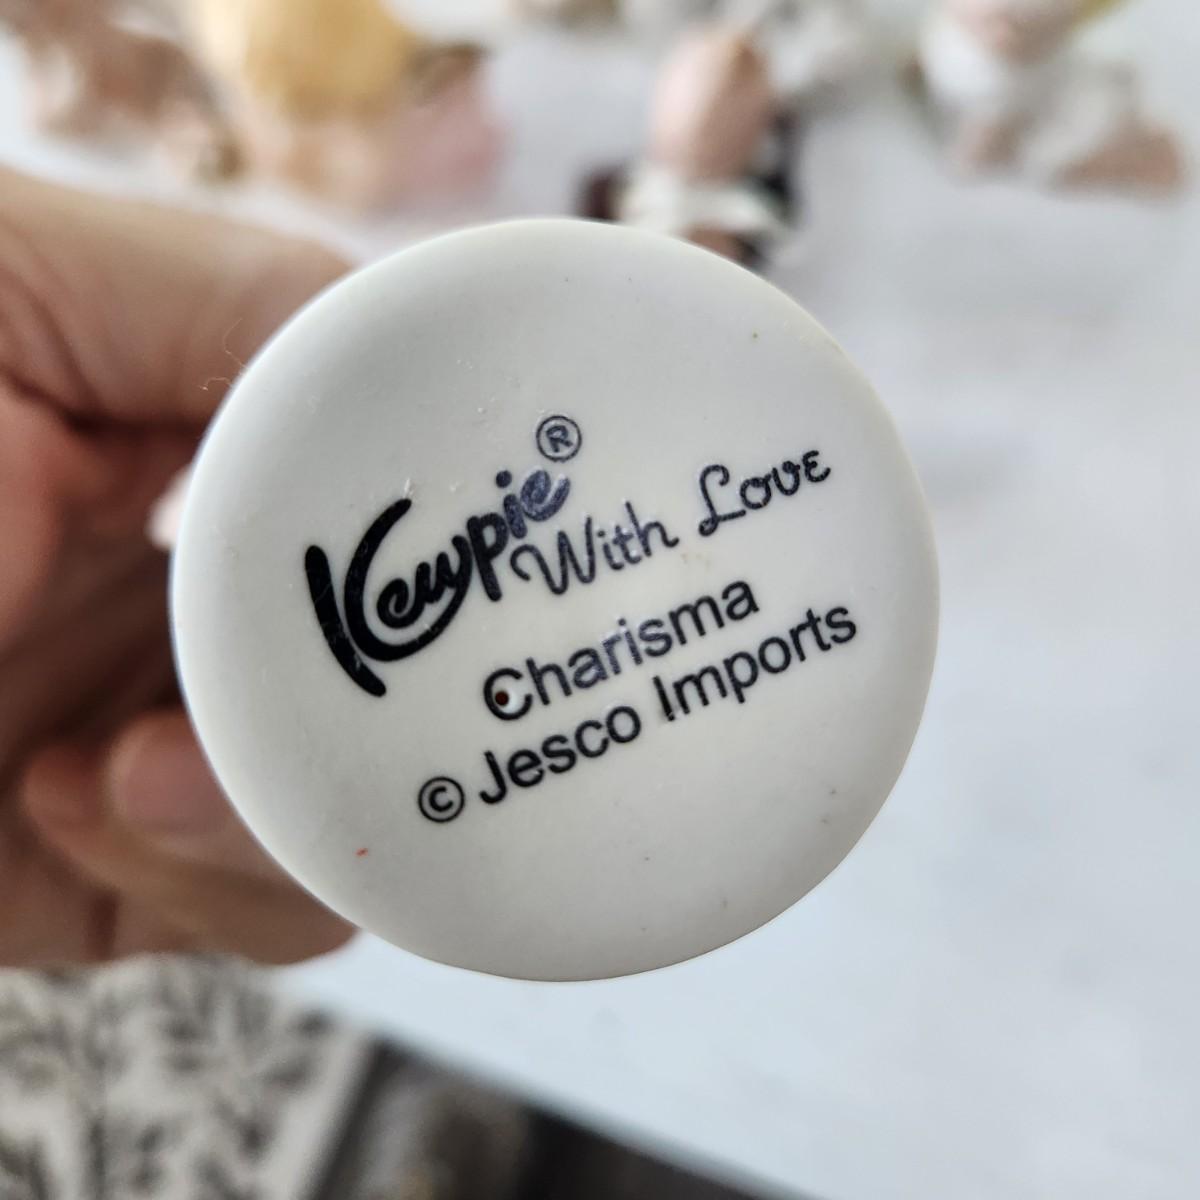 Kewpie®
With Love
Charisma
© Jesco Imports